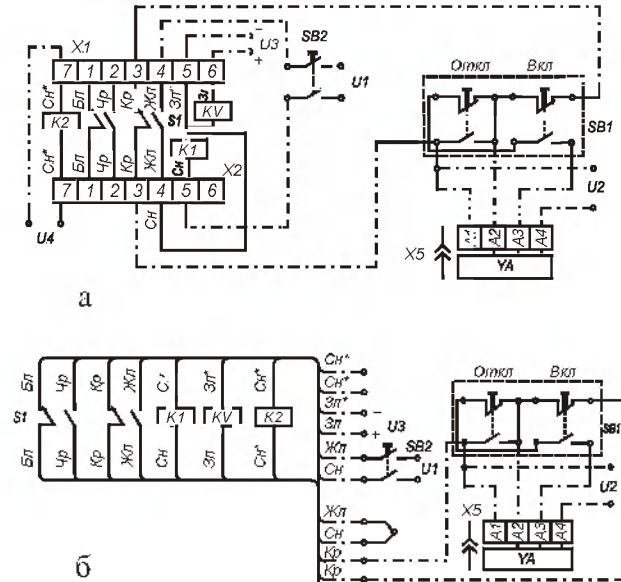 X1
7 1 2 3 4 5 6
Сн* Бл Чр Кр Жл Зл* Зл
K2 S1 K1 KV
Сн* Бл Чр Кр Жл Сн
X2
7 1 2 3 4 5 6
Сн
U4
− U3 +
SB2
U1
Откл Вкл
SB1
U2
X5
A1 A2 A3 A4
YA
а
Бл Чр Кр Жл Зл* Сн*
S1 K1 KV K2
Бл Чр Кр Жл Сн Зл Сн*
Сн*
Сн*
Зл* −
Зл + U3
Жл SB2
Сн U1
Жл
Сн
Кр
Кр
Откл Вкл
SB1
U2
X5
A1 A2 A3 A4
YA
б